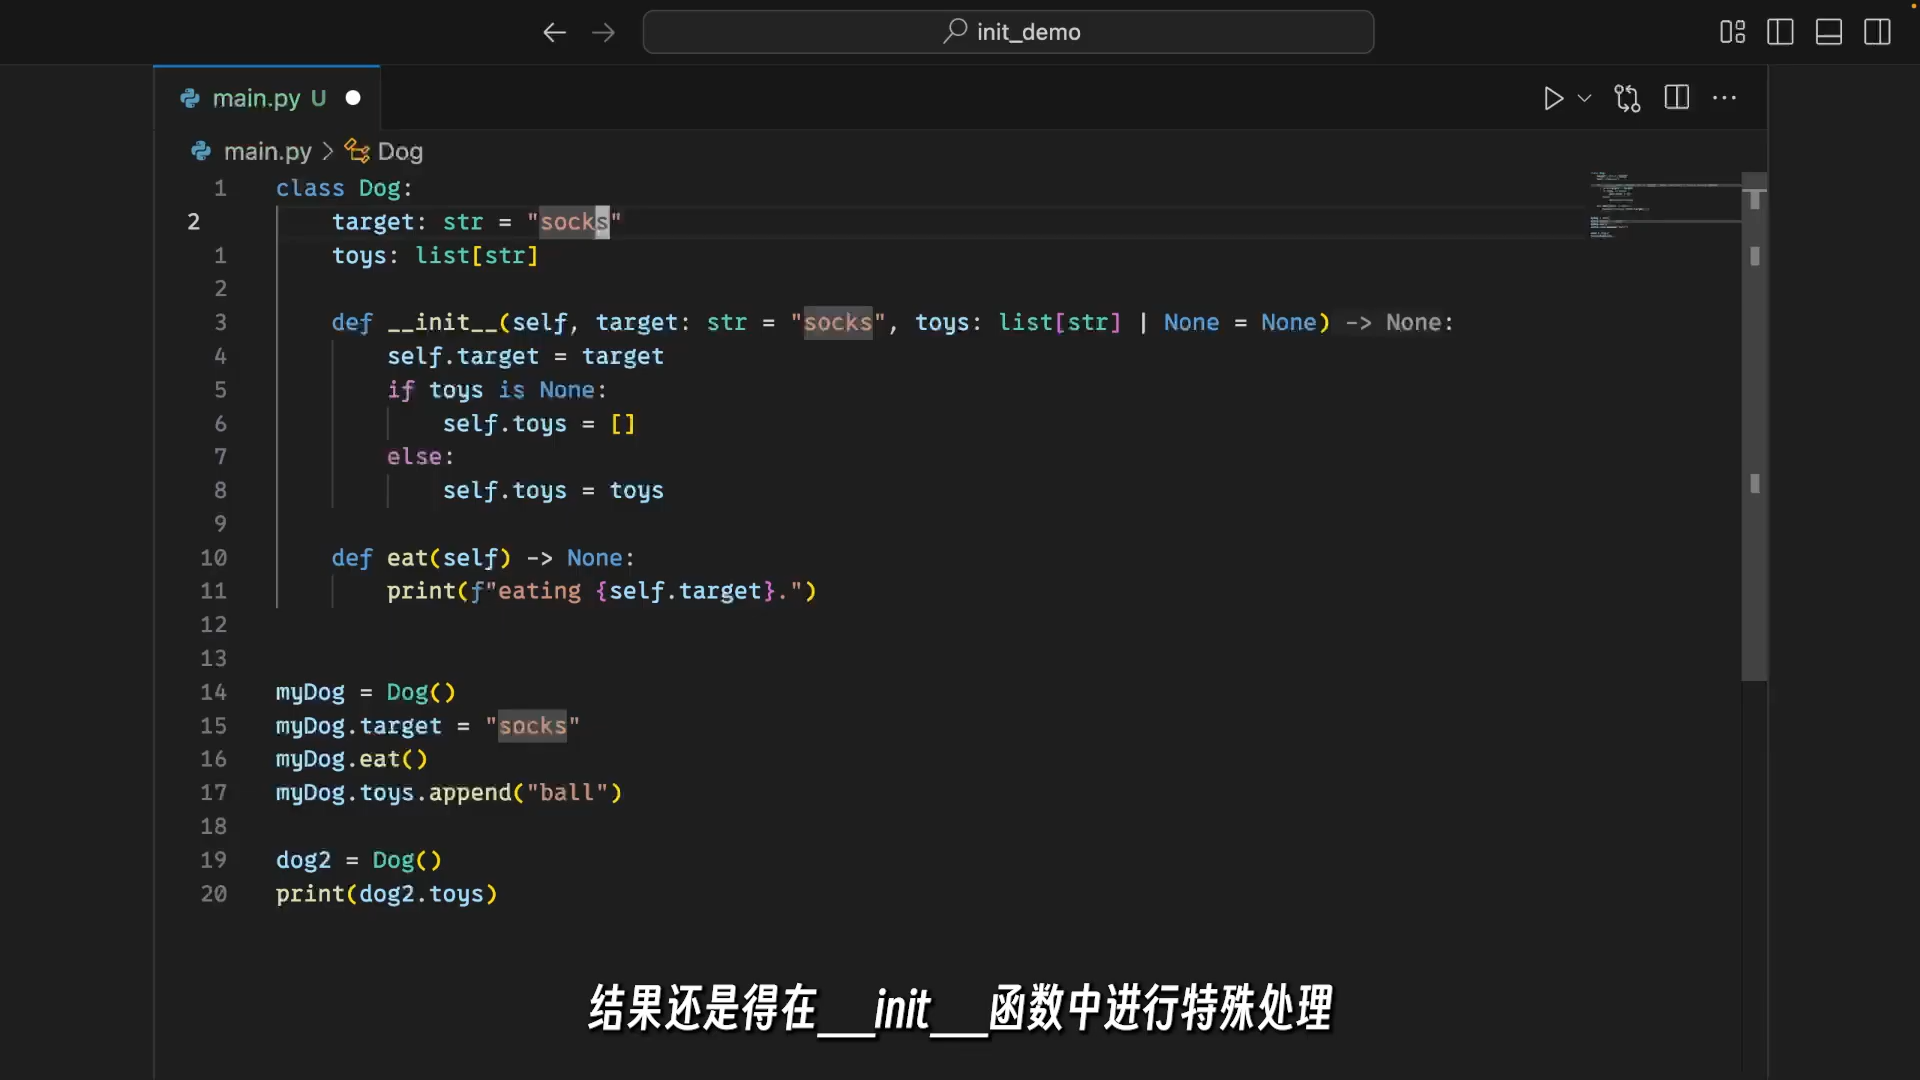 init_demo
main.py U
main.py > Dog
1 class Dog:
2 target: str = "socks"
1 toys: list[str]
2
3 def __init__(self, target: str = "socks", toys: list[str] | None = None) -> None:
4 self.target = target
5 if toys is None:
6 self.toys = []
7 else:
8 self.toys = toys
9
10 def eat(self) -> None:
11 print(f"eating {self.target}.")
12
13
14 myDog = Dog()
15 myDog.target = "socks"
16 myDog.eat()
17 myDog.toys.append("ball")
18
19 dog2 = Dog()
20 print(dog2.toys)
结果还是得在__init__函数中进行特殊处理